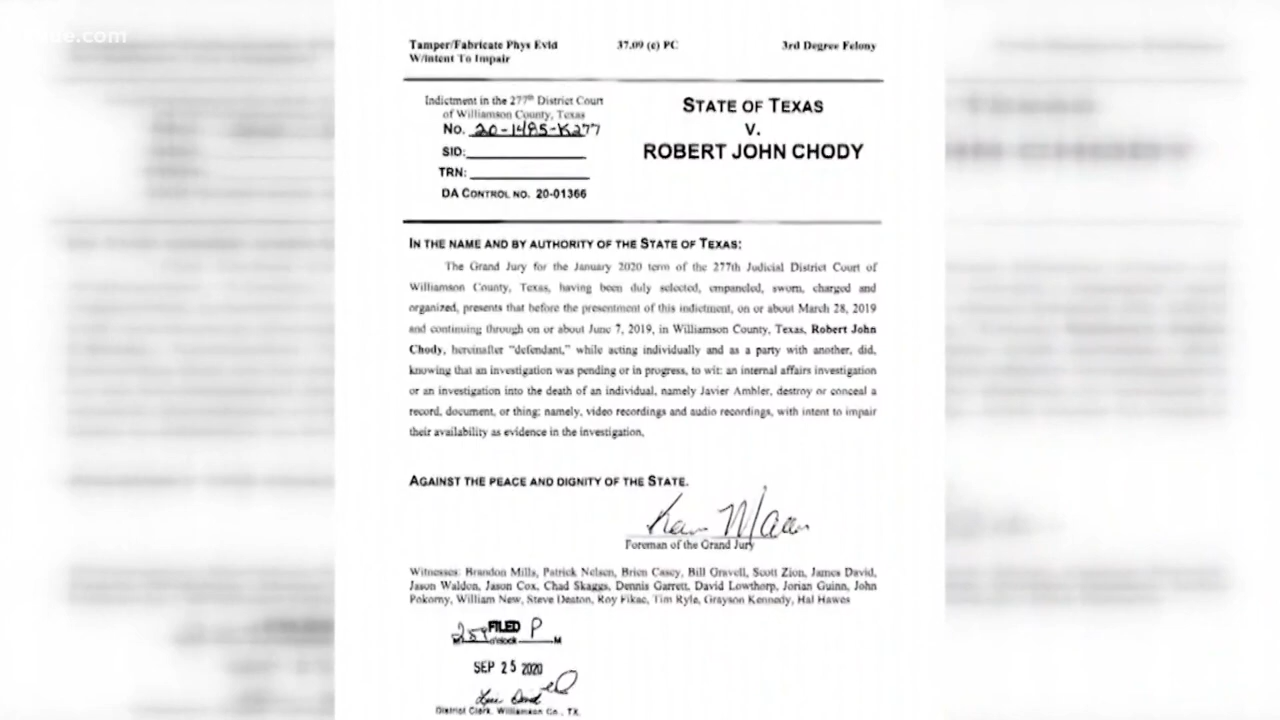 Tamper/Fabricate Phys Evid 37.09 (c) PC 3rd Degree Felony
W/Intent To Impair
Indictment in the 277th District Court
of Williamson County, Texas
No. 20-1485-K277
SID:
TRN:
DA CONTROL NO. 20-01366
STATE OF TEXAS
V.
ROBERT JOHN CHODY
IN THE NAME AND BY AUTHORITY OF THE STATE OF TEXAS:
The Grand Jury for the January 2020 term of the 277th Judicial District Court of
Williamson County, Texas, having been duly selected, empaneled, sworn, charged and
organized, presents that before the presentment of this indictment, on or about March 28, 2019
and continuing through on or about June 7, 2019, in Williamson County, Texas, Robert John
Chody, hereinafter "defendant," while acting individually and as a party with another, did,
knowing that an investigation was pending or in progress, to wit: an internal affairs investigation
or an investigation into the death of an individual, namely Javier Ambler, destroy or conceal a
record, document, or thing; namely, video recordings and audio recordings, with intent to impair
their availability as evidence in the investigation.
AGAINST THE PEACE AND DIGNITY OF THE STATE.
Foreman of the Grand Jury
Witnesses: Brandon Mills, Patrick Nelsen, Brien Casey, Bill Gravell, Scott Zion, James David,
Jason Waldon, Jason Cox, Chad Skaggs, Dennis Garrett, David Lowthorp, Jorian Guinn, John
Pokorny, William New, Steve Deaton, Roy Fikac, Tim Ryle, Grayson Kennedy, Hal Hawes
FILED P
o'clock M
SEP 25 2020
District Clerk, Williamson Co., TX.